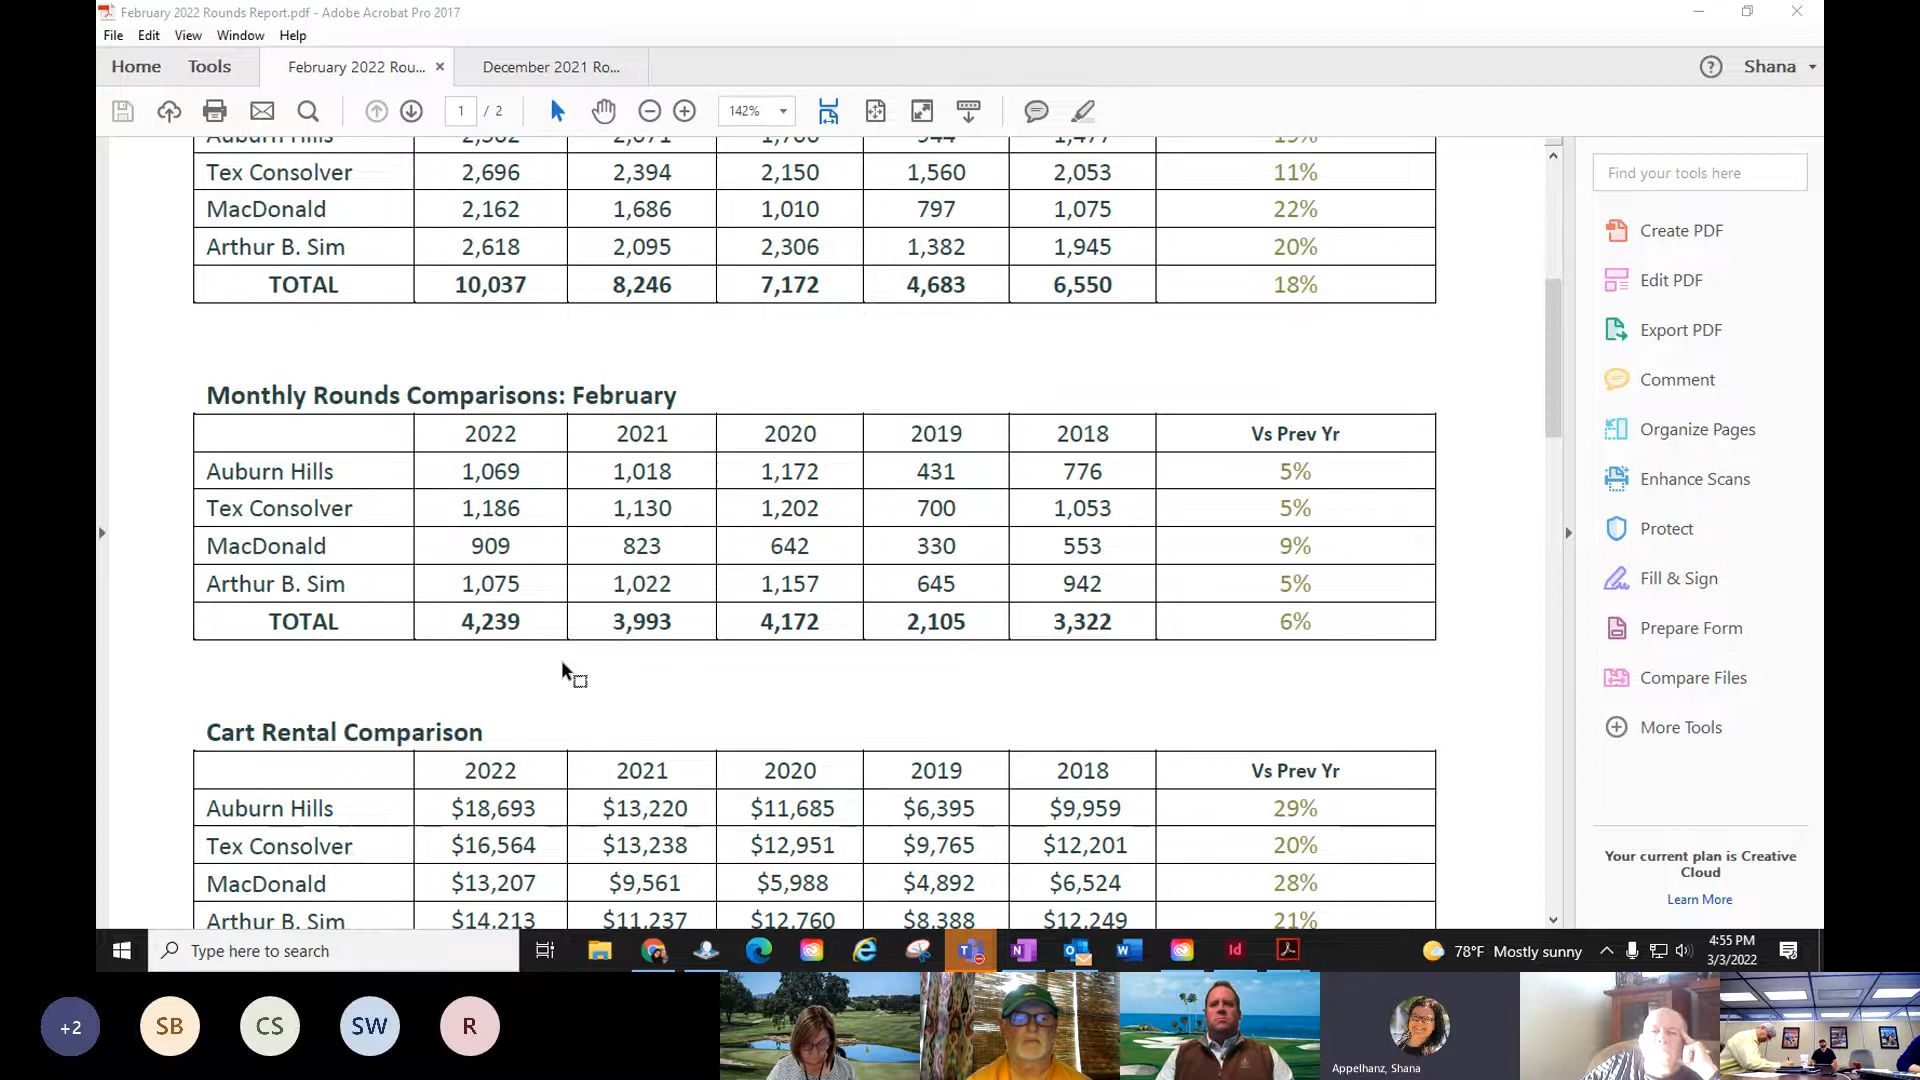 February 2022 Rounds Report.pdf - Adobe Acrobat Pro 2017
File Edit View Window Help
Home Tools February 2022 Rou... × December 2021 Ro... Shana
1 / 2 142%
Auburn Hills 2,562 2,071 1,706 944 1,477 19%
Tex Consolver 2,696 2,394 2,150 1,560 2,053 11%
MacDonald 2,162 1,686 1,010 797 1,075 22%
Arthur B. Sim 2,618 2,095 2,306 1,382 1,945 20%
TOTAL 10,037 8,246 7,172 4,683 6,550 18%
Monthly Rounds Comparisons: February
2022 2021 2020 2019 2018 Vs Prev Yr
Auburn Hills 1,069 1,018 1,172 431 776 5%
Tex Consolver 1,186 1,130 1,202 700 1,053 5%
MacDonald 909 823 642 330 553 9%
Arthur B. Sim 1,075 1,022 1,157 645 942 5%
TOTAL 4,239 3,993 4,172 2,105 3,322 6%
Cart Rental Comparison
2022 2021 2020 2019 2018 Vs Prev Yr
Auburn Hills $18,693 $13,220 $11,685 $6,395 $9,959 29%
Tex Consolver $16,564 $13,238 $12,951 $9,765 $12,201 20%
MacDonald $13,207 $9,561 $5,988 $4,892 $6,524 28%
Arthur B. Sim $14,213 $11,237 $12,760 $8,388 $12,249 21%
Find your tools here
Create PDF
Edit PDF
Export PDF
Comment
Organize Pages
Enhance Scans
Protect
Fill & Sign
Prepare Form
Compare Files
More Tools
Your current plan is Creative
Cloud
Learn More
Type here to search
78°F Mostly sunny
4:55 PM
3/3/2022
+2 SB CS SW R
Appelhanz, Shana